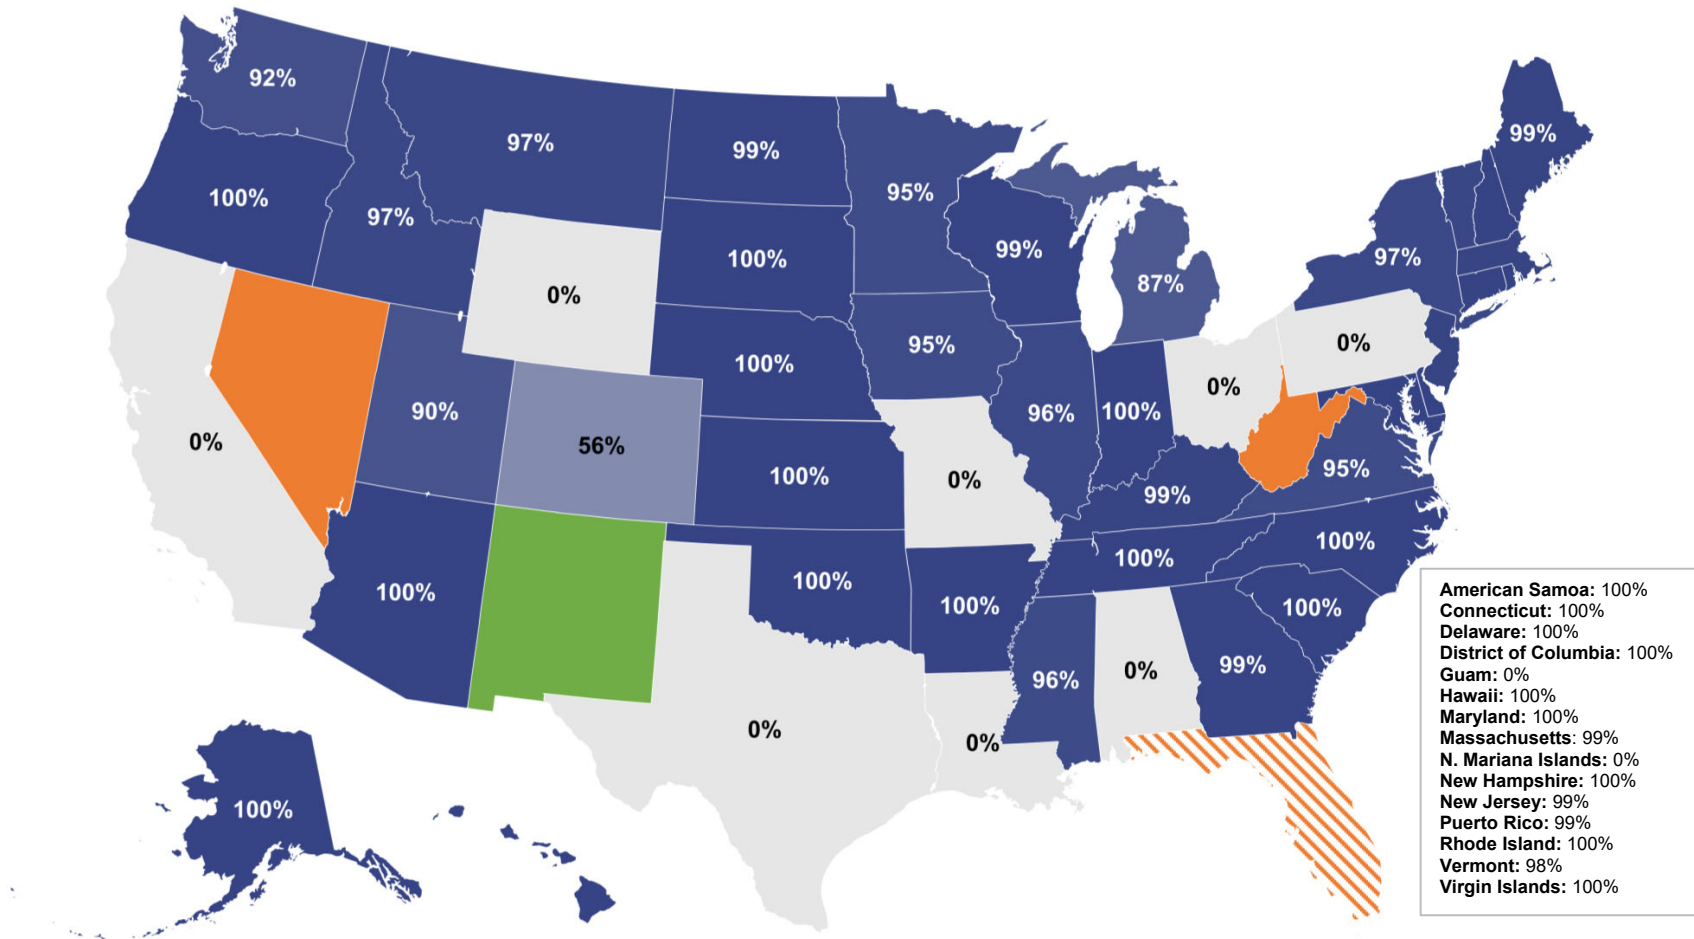 92%
97%
99%
95%
99%
100%
97%
100%
99%
87%
97%
0%
100%
95%
0%
0%
90%
56%
0%
100%
0%
96%
100%
99%
95%
100%
100%
100%
100%
100%
100%
99%
96%
0%
0%
0%
100%
American Samoa: 100%
Connecticut: 100%
Delaware: 100%
District of Columbia: 100%
Guam: 0%
Hawaii: 100%
Maryland: 100%
Massachusetts: 99%
N. Mariana Islands: 0%
New Hampshire: 100%
New Jersey: 99%
Puerto Rico: 99%
Rhode Island: 100%
Vermont: 98%
Virgin Islands: 100%